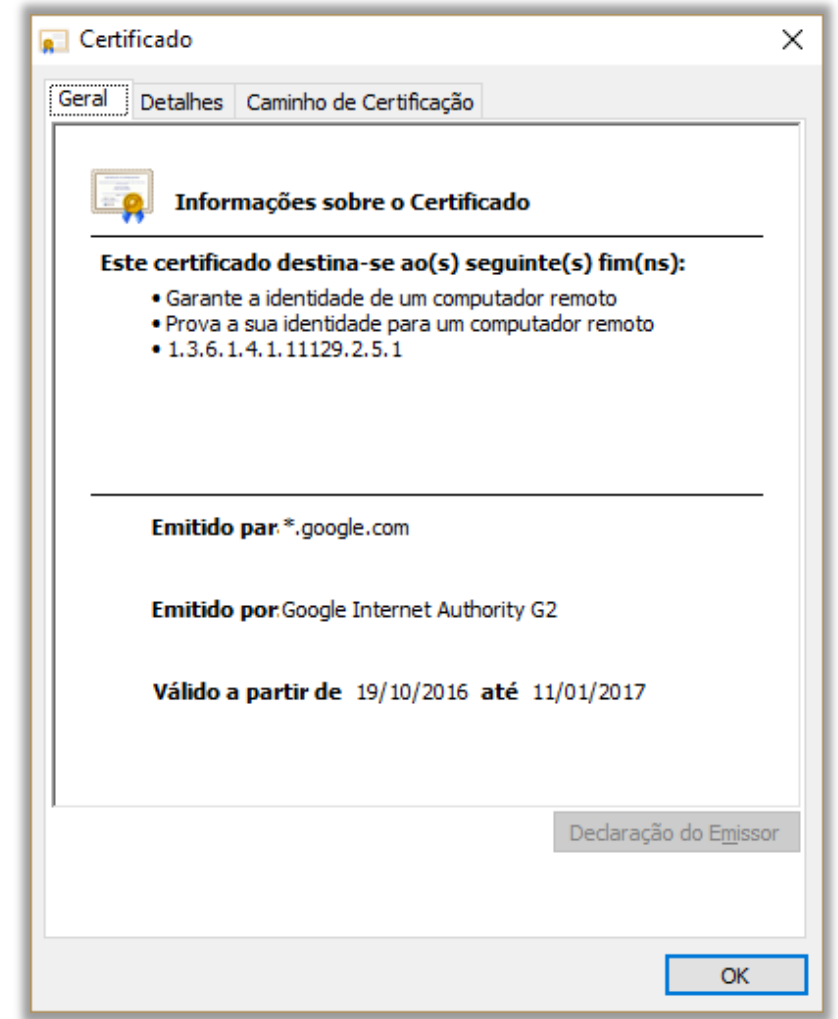 Certificado
Geral
Detalhes
Caminho de Certificação
Informações sobre o Certificado
Este certificado destina-se ao(s) seguinte(s) fim(ns):
• Garante a identidade de um computador remoto
• Prova a sua identidade para um computador remoto
• 1.3.6.1.4.1.11129.2.5.1
Emitido par *.google.com
Emitido por Google Internet Authority G2
Válido a partir de 19/10/2016 até 11/01/2017
Declaração do Emissor
OK